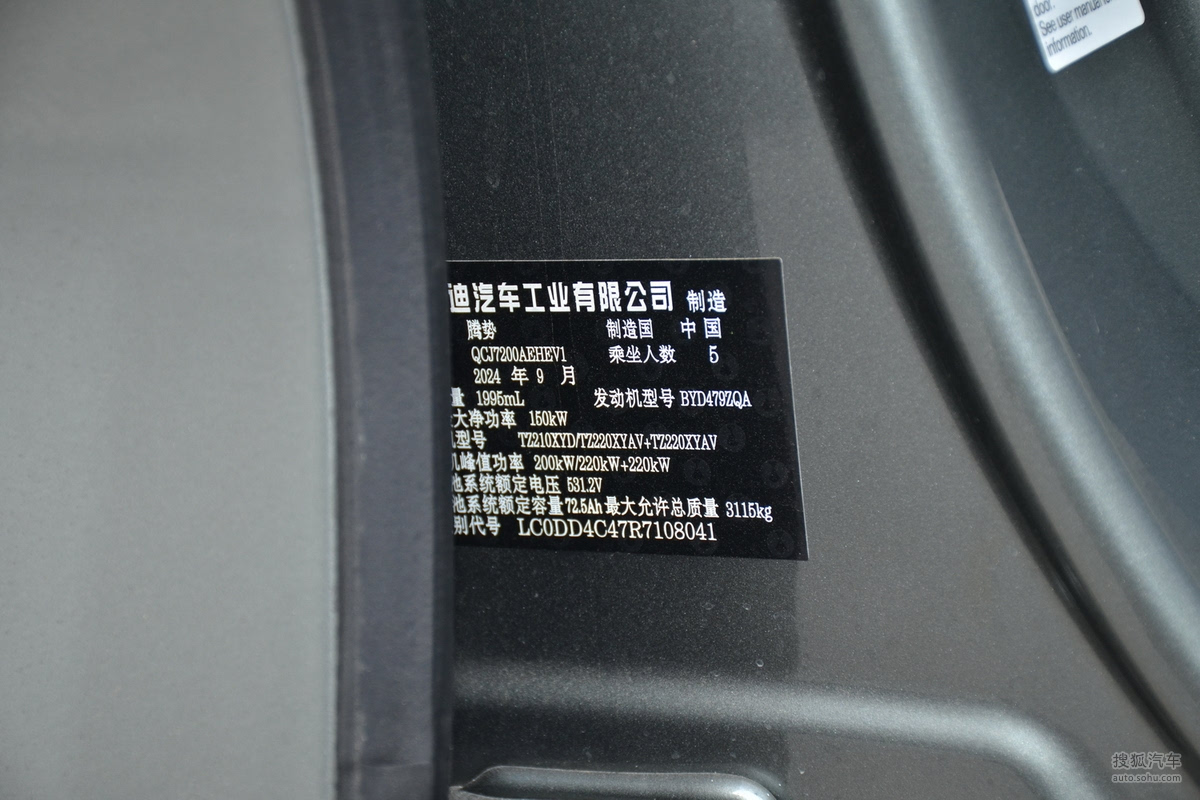 door.
See user manual
information.
迪汽车工业有限公司 制造
腾势 制造国 中国
QCJ7200AEHEV1 乘坐人数 5
2024 年 9 月
量 1995mL 发动机型号 BYD479ZQA
大净功率 150kW
型号 TZ210XYD/TZ220XYAV+TZ220XYAV
机峰值功率 200kW/220kW+220kW
池系统额定电压 531.2V
池系统额定容量 72.5Ah 最大允许总质量 3115kg
别代号 LC0DD4C47R7108041
搜狐汽车
auto.sohu.com